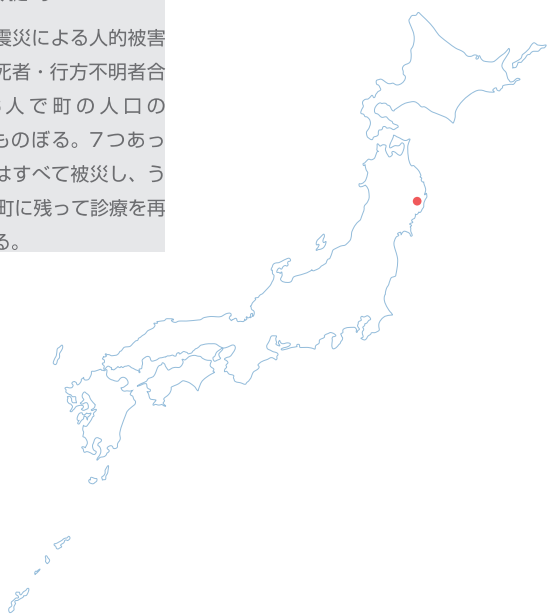 震災による人的被害
死者・行方不明者合
人で町の人口の
ものぼる。7つあっ
はすべて被災し、う
町に残って診療を再
る。